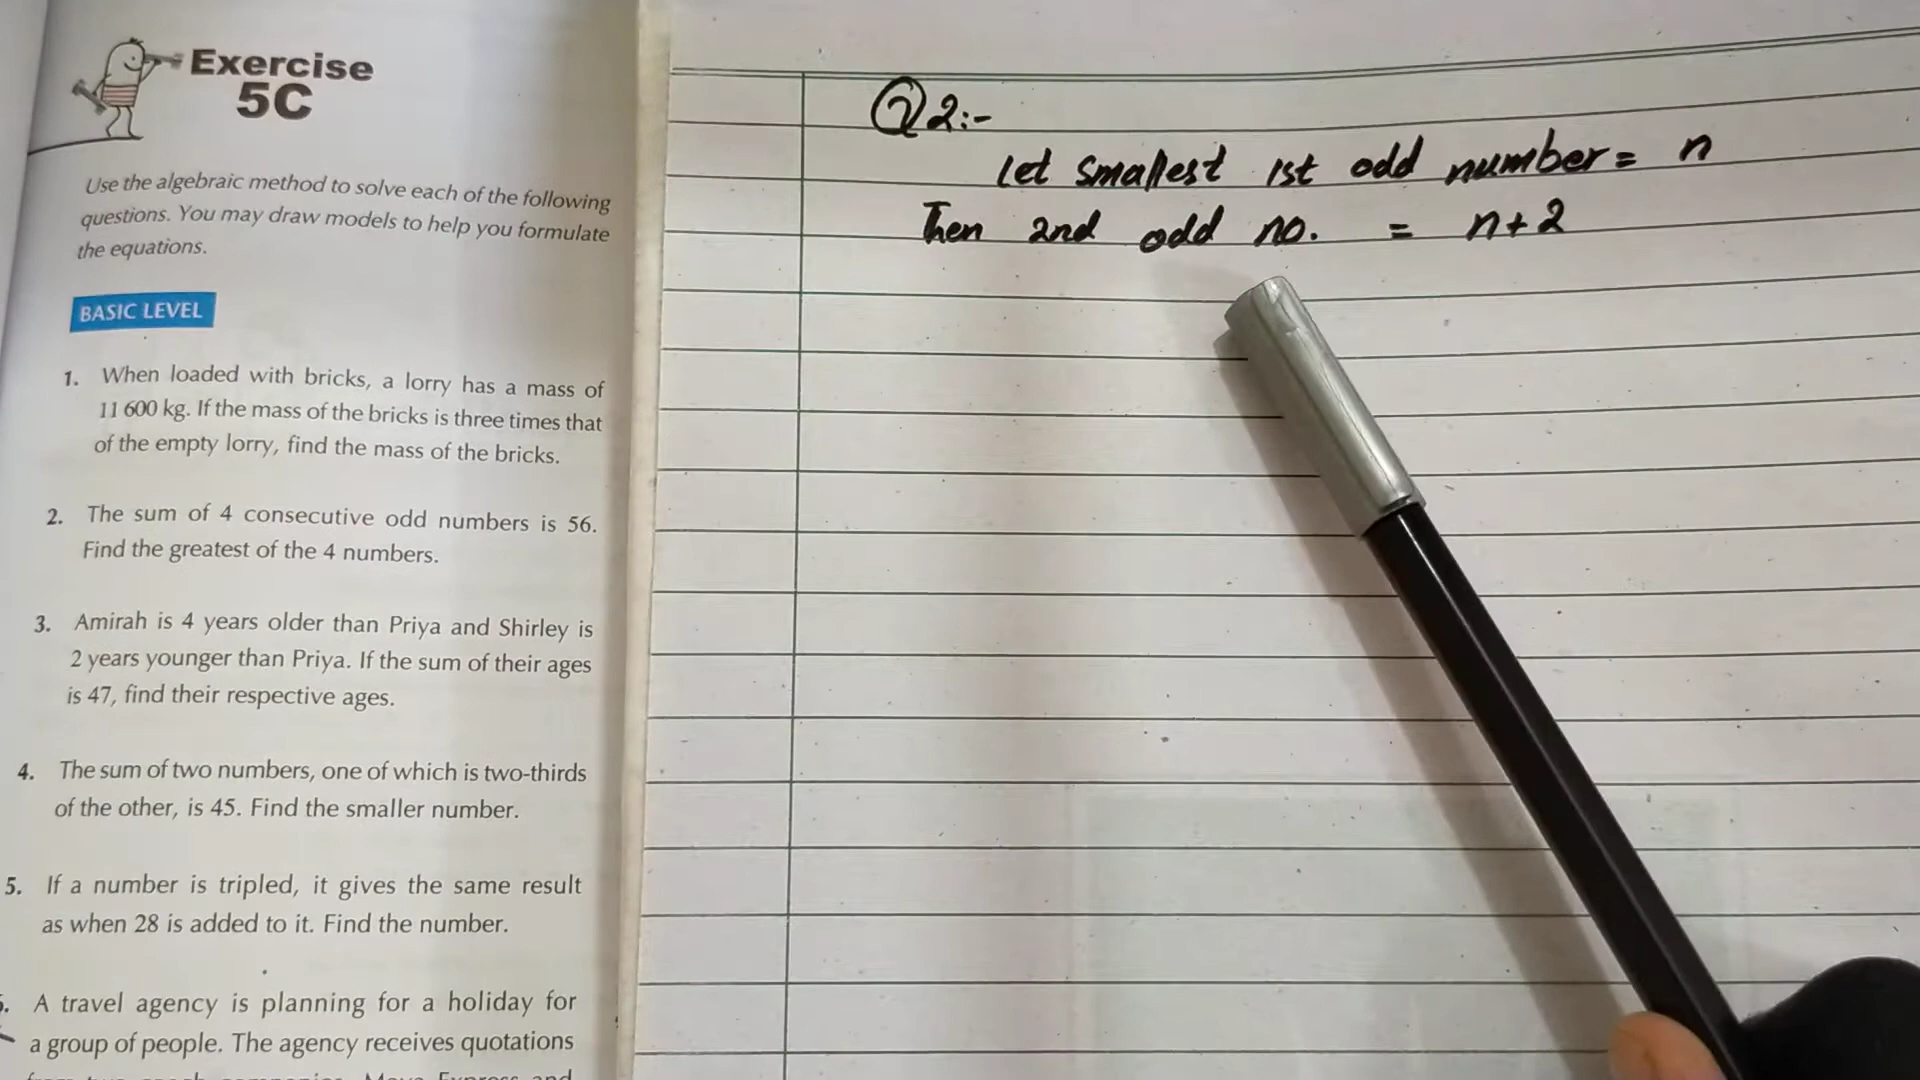 Exercise
5C
Use the algebraic method to solve each of the following
questions. You may draw models to help you formulate
the equations.
BASIC LEVEL
1. When loaded with bricks, a lorry has a mass of
11 600 kg. If the mass of the bricks is three times that
of the empty lorry, find the mass of the bricks.
2. The sum of 4 consecutive odd numbers is 56.
Find the greatest of the 4 numbers.
3. Amirah is 4 years older than Priya and Shirley is
2 years younger than Priya. If the sum of their ages
is 47, find their respective ages.
4. The sum of two numbers, one of which is two-thirds
of the other, is 45. Find the smaller number.
5. If a number is tripled, it gives the same result
as when 28 is added to it. Find the number.
A travel agency is planning for a holiday for
a group of people. The agency receives quotations
Q2:-
Let smallest 1st odd number = n
Then 2nd odd no. = n+2